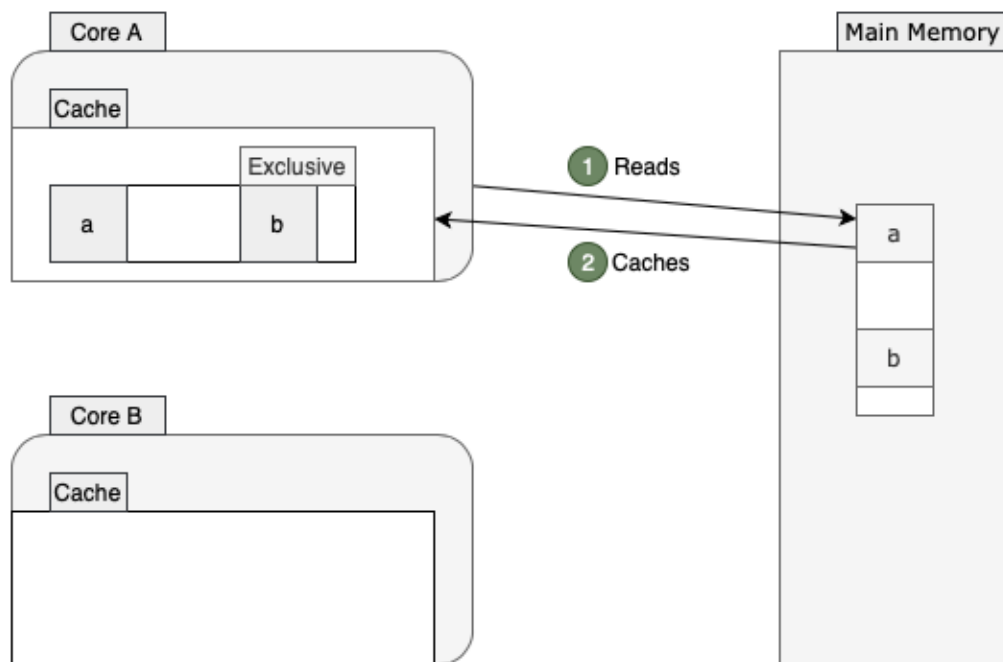 Core A
Main Memory
Cache
Exclusive
1 Reads
a
b
a
2 Caches
b
Core B
Cache